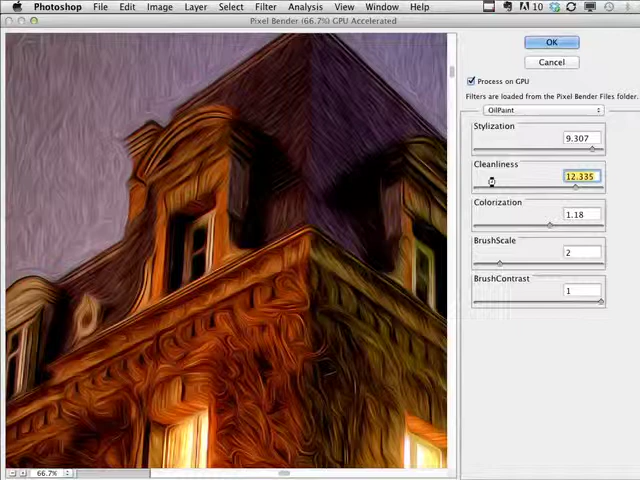 Photoshop File Edit Image Layer Select Filter Analysis View Window Help 10
Pixel Bender (66.7%) GPU Accelerated
OK
Cancel
Process on GPU
Filters are loaded from the Pixel Bender Files folder.
OilPaint
Stylization
9.307
Cleanliness
12.335
Colorization
1.18
BrushScale
2
BrushContrast
1
66.7%